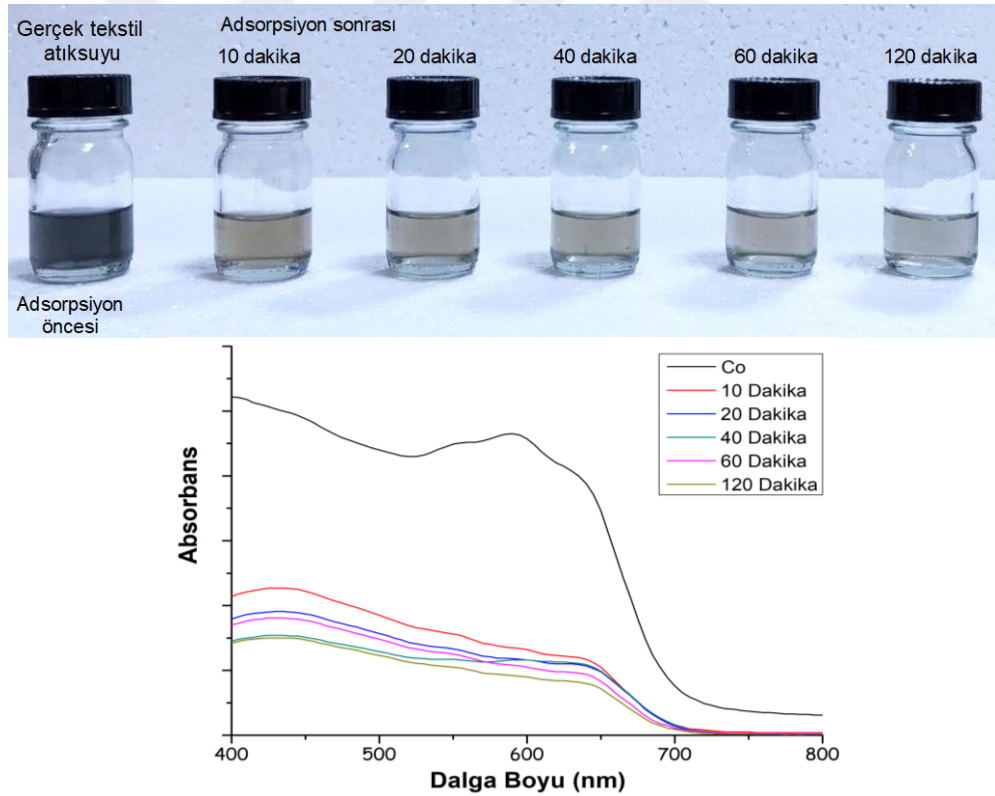 Gerçek tekstil
atıksuyu
Adsorpsiyon sonrası
10 dakika
20 dakika
40 dakika
60 dakika
120 dakika
Adsorpsiyon
öncesi
Absorbans
Co
10 Dakika
20 Dakika
40 Dakika
60 Dakika
120 Dakika
400
500
600
700
800
Dalga Boyu (nm)